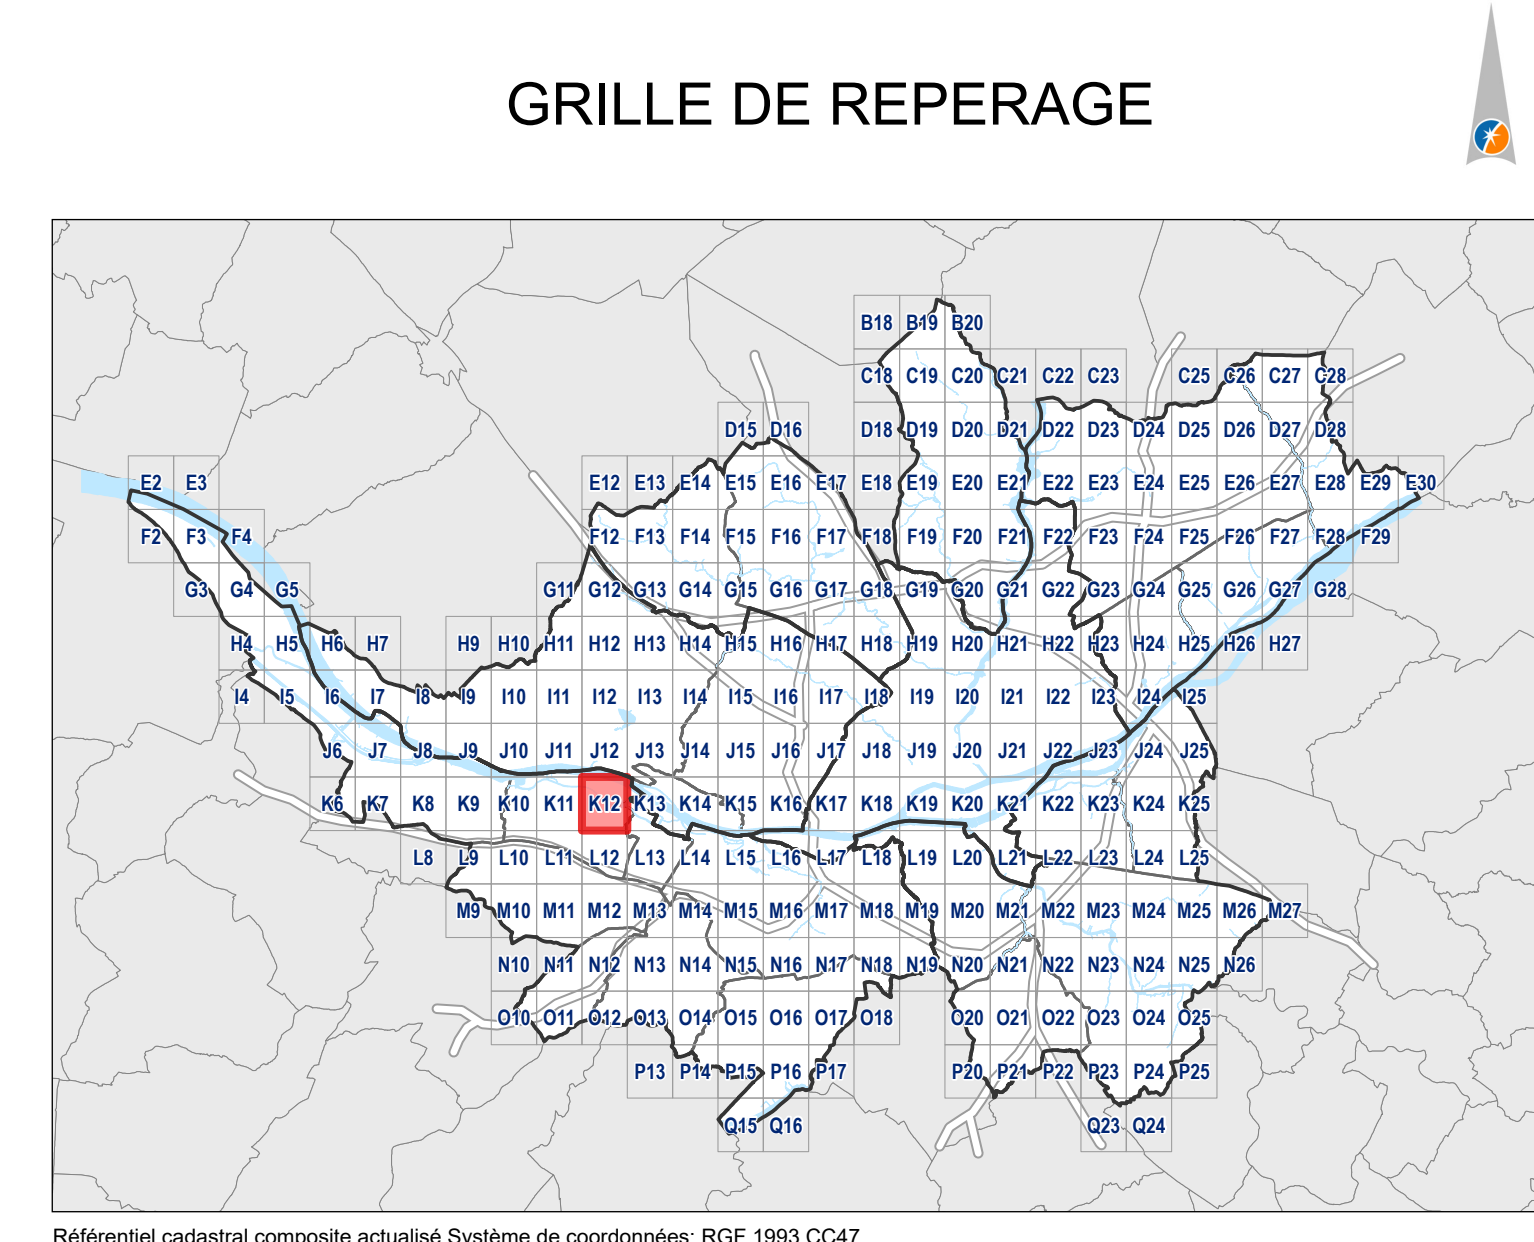 GRILLE DE REPERAGE
B18 B19 B20
C18 C19 C20 C21 C22 C23 C25 C26 C27 C28
D15 D16 D18 D19 D20 D21 D22 D23 D24 D25 D26 D27 D28
E2 E3 E12 E13 E14 E15 E16 E17 E18 E19 E20 E21 E22 E23 E24 E25 E26 E27 E28 E29 E30
F2 F3 F4 F12 F13 F14 F15 F16 F17 F18 F19 F20 F21 F22 F23 F24 F25 F26 F27 F28 F29
G3 G4 G5 G11 G12 G13 G14 G15 G16 G17 G18 G19 G20 G21 G22 G23 G24 G25 G26 G27 G28
H4 H5 H6 H7 H9 H10 H11 H12 H13 H14 H15 H16 H17 H18 H19 H20 H21 H22 H23 H24 H25 H26 H27
I4 I5 I6 I7 I8 I9 I10 I11 I12 I13 I14 I15 I16 I17 I18 I19 I20 I21 I22 I23 I24 I25
J6 J7 J8 J9 J10 J11 J12 J13 J14 J15 J16 J17 J18 J19 J20 J21 J22 J23 J24 J25
K6 K7 K8 K9 K10 K11 K12 K13 K14 K15 K16 K17 K18 K19 K20 K21 K22 K23 K24 K25
L8 L9 L10 L11 L12 L13 L14 L15 L16 L17 L18 L19 L20 L21 L22 L23 L24 L25
M9 M10 M11 M12 M13 M14 M15 M16 M17 M18 M19 M20 M21 M22 M23 M24 M25 M26 M27
N10 N11 N12 N13 N14 N15 N16 N17 N18 N19 N20 N21 N22 N23 N24 N25 N26
O10 O11 O12 O13 O14 O15 O16 O17 O18 O20 O21 O22 O23 O24 O25
P13 P14 P15 P16 P17 P20 P21 P22 P23 P24 P25
Q15 Q16 Q23 Q24
Référentiel cadastral composite actualisé Système de coordonnées: RGF 1993 CC47